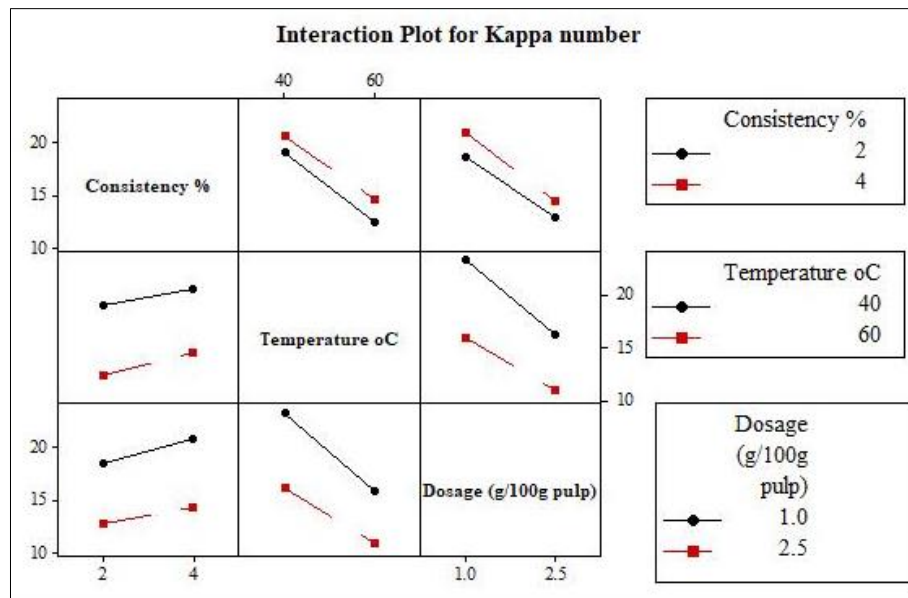 Interaction Plot for Kappa number
40 60
20
15
10
Consistency %
Consistency %
2
4
Temperature oC
20
15
10
Temperature oC
40
60
20
15
10
Dosage (g/100g pulp)
2 4 1.0 2.5
Dosage
(g/100g
pulp)
1.0
2.5